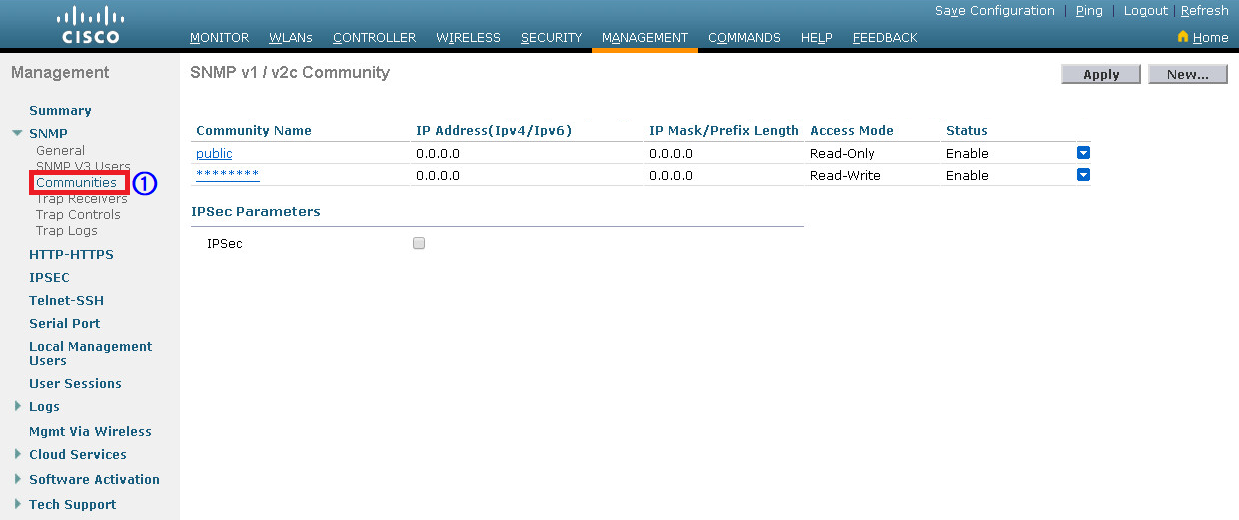 Save Configuration | Ping | Logout | Refresh
CISCO
MONITOR WLANs CONTROLLER WIRELESS SECURITY MANAGEMENT COMMANDS HELP FEEDBACK Home
Management
Summary
SNMP
General
SNMP V3 Users
Communities ①
Trap Receivers
Trap Controls
Trap Logs
HTTP-HTTPS
IPSEC
Telnet-SSH
Serial Port
Local Management
Users
User Sessions
Logs
Mgmt Via Wireless
Cloud Services
Software Activation
Tech Support
SNMP v1 / v2c Community
Apply New...
Community Name IP Address(Ipv4/Ipv6) IP Mask/Prefix Length Access Mode Status
public 0.0.0.0 0.0.0.0 Read-Only Enable
******** 0.0.0.0 0.0.0.0 Read-Write Enable
IPSec Parameters
IPSec